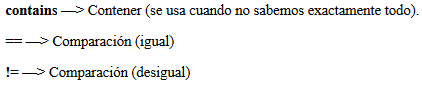 contains —> Contener (se usa cuando no sabemos exactamente todo).
== —> Comparación (igual)
!= —> Comparación (desigual)